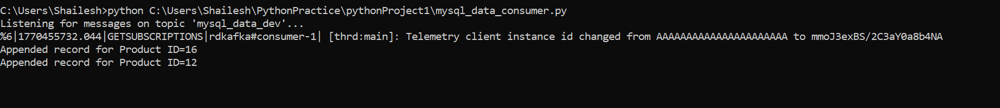 C:\Users\Shailesh>python C:\Users\Shailesh\PythonPractice\pythonProject1\mysql_data_consumer.py
Listening for messages on topic 'mysql_data_dev'...
%6|1770455732.044|GETSUBSCRIPTIONS|rdkafka#consumer-1| [thrd:main]: Telemetry client instance id changed from AAAAAAAAAAAAAAAAAAAAAA to mmoJ3exBS/2C3aY0a8b4NA
Appended record for Product ID=16
Appended record for Product ID=12